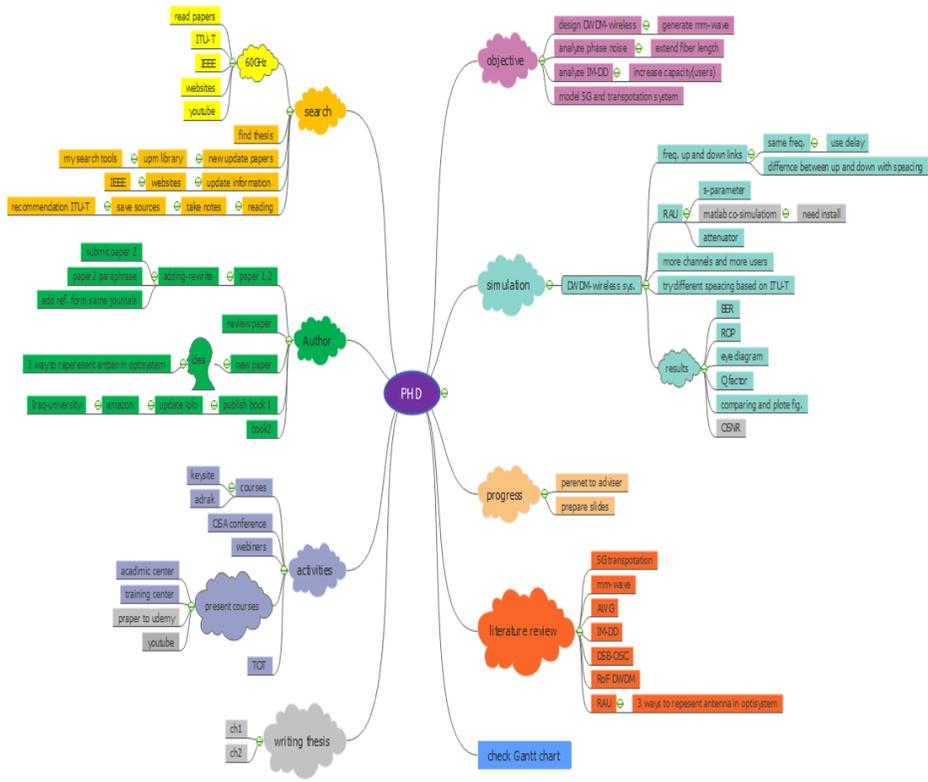 PHD
objective
design DWDM-wireless
generate mm-wave
analyze phase noise
extend fiber length
analyze IM-DD
increase capacity(users)
model 5G and transpotation system
simulation
DWDM-wireless sys.
freq. up and down links
same freq.
use delay
differnce between up and down with speacing
RAU
s-parameter
matlab co-simulatiom
need install
attenuator
more channels and more users
try different speacing based on ITU-T
results
BER
ROP
eye diagram
Q factor
comparing and plote fig.
OSNR
progress
perenet to adviser
prepare slides
literature review
5G transpotation
mm-wave
AWG
IM-DD
DSB-OSC
RoF DWDM
RAU
3 ways to repesent antenna in optisystem
check Gantt chart
search
60GHz
read papers
ITU-T
IEEE
websites
youtube
find thesis
new update papers
upm library
my search tools
update information
websites
IEEE
reading
take notes
save sources
recommendation ITU-T
Author
paper 1,2
adding-rewrite
submit paper 2
paper2 paraphrase
add ref. form same journals
review paper
new paper
idea
3 way to reperesent antten in optisystem
publish book 1
update lolo
amazon
Iraq-university
book2
activities
courses
keysite
adrak
OSA conference
webiners
present courses
acadimic center
training center
praper to udemy
youtube
TOT
writing thesis
ch1
ch2